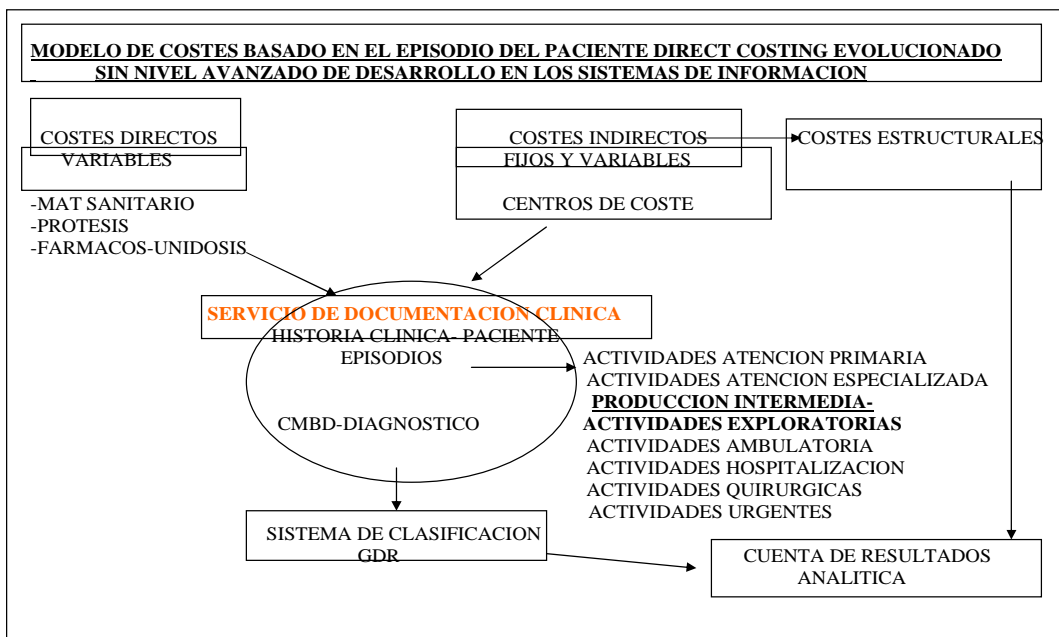 MODELO DE COSTES BASADO EN EL EPISODIO DEL PACIENTE DIRECT COSTING EVOLUCIONADO
SIN NIVEL AVANZADO DE DESARROLLO EN LOS SISTEMAS DE INFORMACION
COSTES DIRECTOS
VARIABLES
-MAT SANITARIO
-PROTESIS
-FARMACOS-UNIDOSIS
COSTES INDIRECTOS
FIJOS Y VARIABLES
CENTROS DE COSTE
COSTES ESTRUCTURALES
SERVICIO DE DOCUMENTACION CLINICA
HISTORIA CLINICA- PACIENTE
EPISODIOS
CMBD-DIAGNOSTICO
ACTIVIDADES ATENCION PRIMARIA
ACTIVIDADES ATENCION ESPECIALIZADA
PRODUCCION INTERMEDIA-
ACTIVIDADES EXPLORATORIAS
ACTIVIDADES AMBULATORIA
ACTIVIDADES HOSPITALIZACION
ACTIVIDADES QUIRURGICAS
ACTIVIDADES URGENTES
SISTEMA DE CLASIFICACION
GDR
CUENTA DE RESULTADOS
ANALITICA